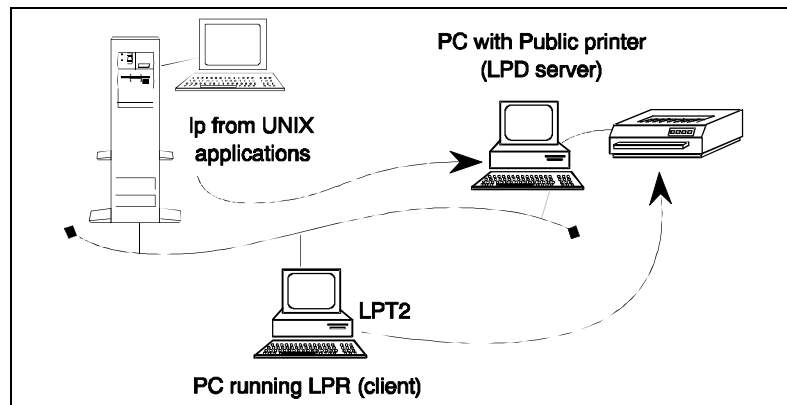 PC with Public printer
(LPD server)
lp from UNIX
applications
LPT2
PC running LPR (client)